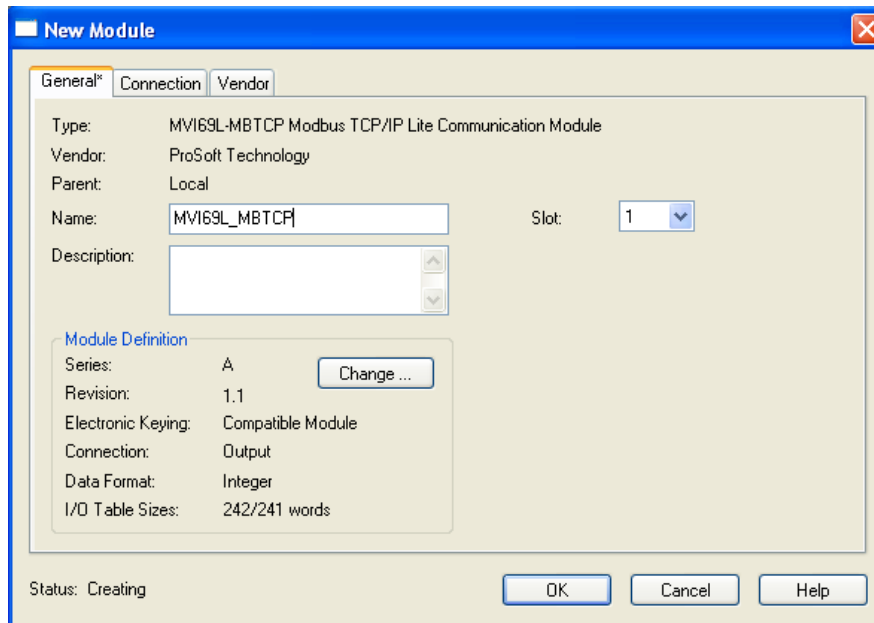 New Module
General* Connection Vendor
Type: MVI69L-MBTCP Modbus TCP/IP Lite Communication Module
Vendor: ProSoft Technology
Parent: Local
Name: MVI69L_MBTCP Slot: 1
Description:
Module Definition
Series: A Change ...
Revision: 1.1
Electronic Keying: Compatible Module
Connection: Output
Data Format: Integer
I/O Table Sizes: 242/241 words
Status: Creating OK Cancel Help